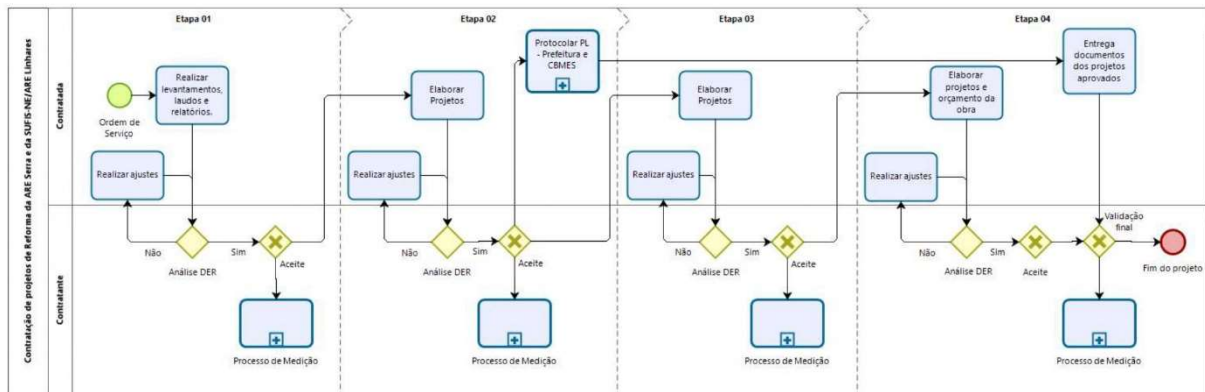 Contratação de projetos de Reforma da ARE Serra e da SUFIS-NE/ARE Linhares
Contratada
Contratante
Etapa 01
Etapa 02
Etapa 03
Etapa 04
Ordem de
Serviço
Realizar
levantamentos,
laudos e
relatórios.
Realizar ajustes
Não
Análise DER
Sim
Aceite
Processo de Medição
Elaborar
Projetos
Protocolar PL
- Prefeitura e
CBMES
Realizar ajustes
Não
Análise DER
Sim
Aceite
Processo de Medição
Elaborar
Projetos
Realizar ajustes
Não
Análise DER
Sim
Aceite
Processo de Medição
Elaborar
projetos e
orçamento da
obra
Entrega
documentos
dos projetos
aprovados
Realizar ajustes
Não
Análise DER
Sim
Aceite
Validação
final
Fim do projeto
Processo de Medição